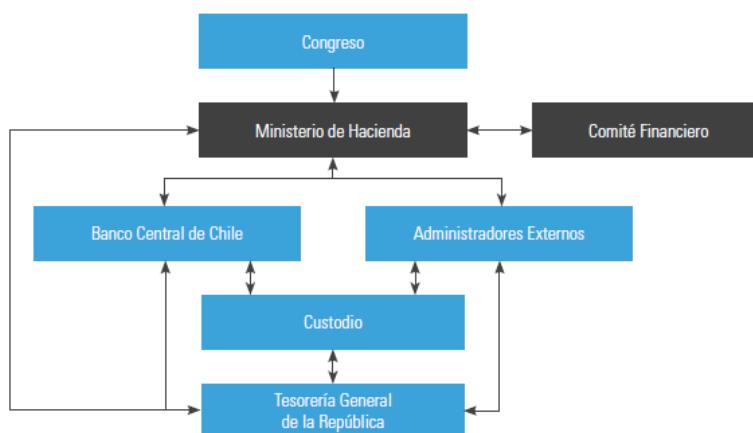 Congreso
Ministerio de Hacienda
Comité Financiero
Banco Central de Chile
Administradores Externos
Custodio
Tesorería General
de la República